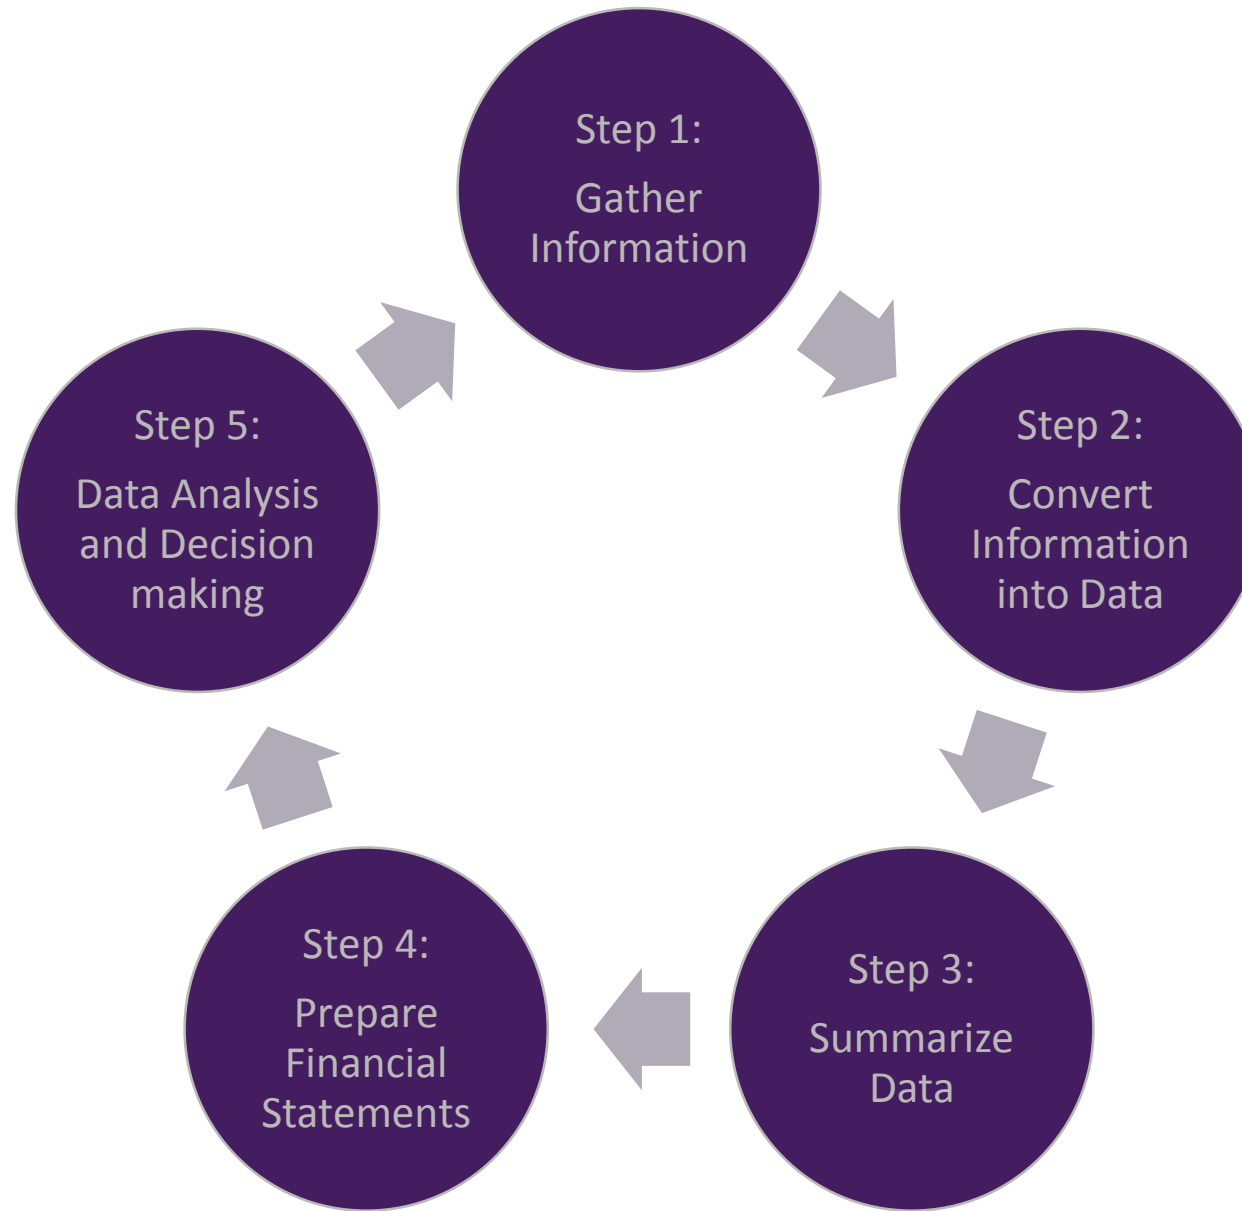 Step 1:
Gather
Information
Step 2:
Convert
Information
into Data
Step 3:
Summarize
Data
Step 4:
Prepare
Financial
Statements
Step 5:
Data Analysis
and Decision
making